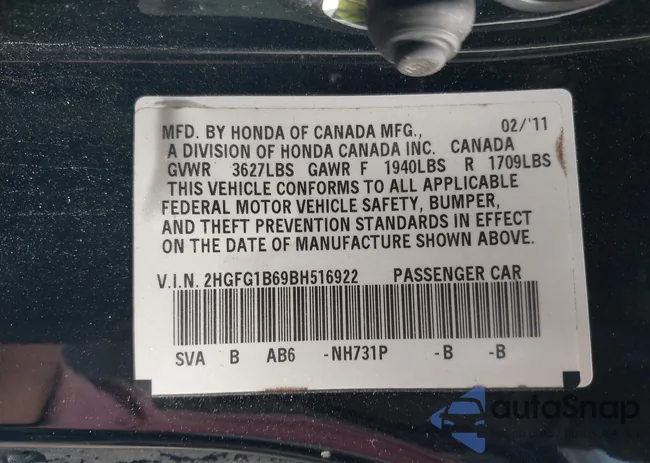 MFD. BY HONDA OF CANADA MFG., 02/'11
A DIVISION OF HONDA CANADA INC. CANADA
GVWR 3627LBS GAWR F 1940LBS R 1709LBS
THIS VEHICLE CONFORMS TO ALL APPLICABLE
FEDERAL MOTOR VEHICLE SAFETY, BUMPER,
AND THEFT PREVENTION STANDARDS IN EFFECT
ON THE DATE OF MANUFACTURE SHOWN ABOVE.
V.I.N. 2HGFG1B69BH516922 PASSENGER CAR
SVA B AB6 -NH731P -B -B
autoSnap